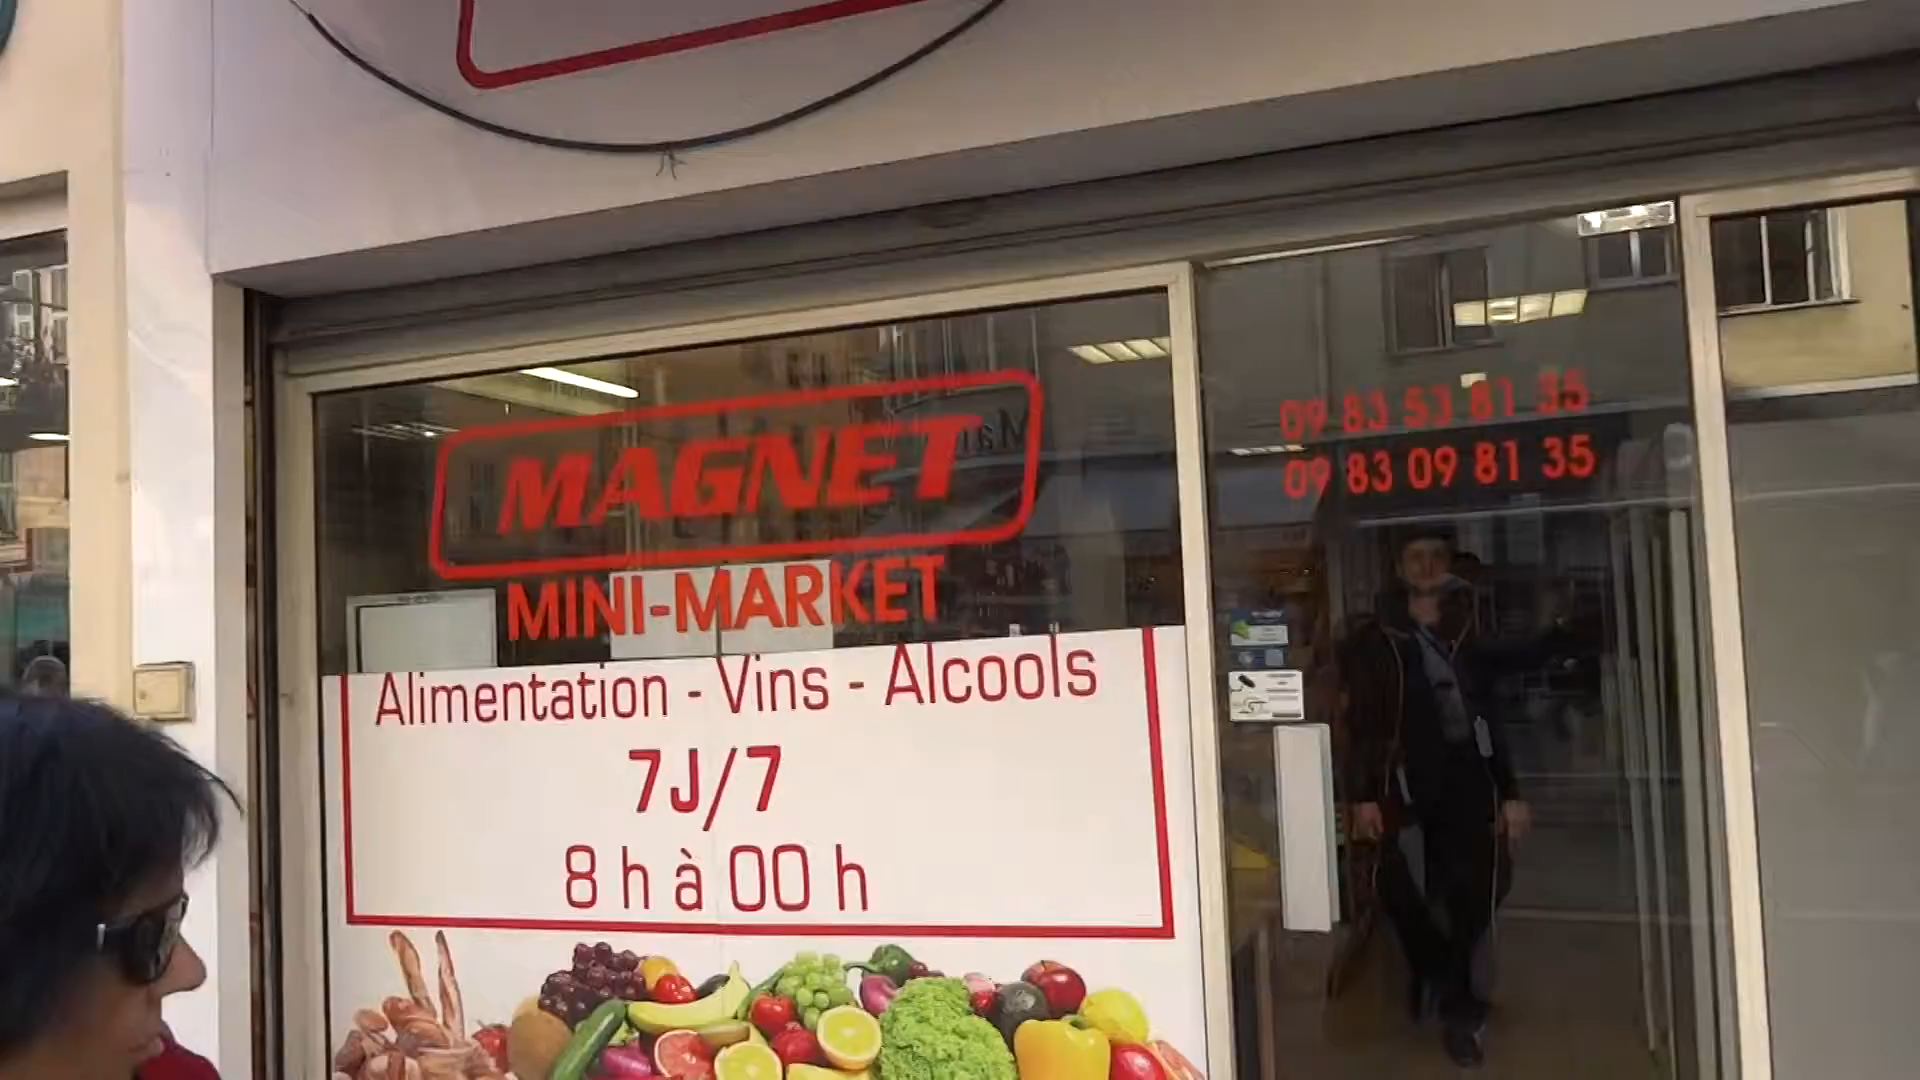 MAGNET
MINI-MARKET
Alimentation - Vins - Alcools
7J/7
8 h à 00 h
09 83 53 81 35
09 83 09 81 35